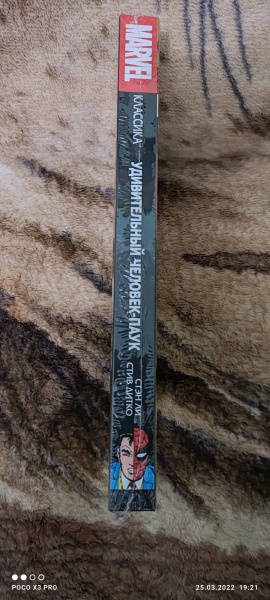 MARVEL
КЛАССИКА
УДИВИТЕЛЬНЫЙ ЧЕЛОВЕК-ПАУК
СТЭН ЛИ
СТИВ ДИТКО
POCO X3 PRO
25.03.2022 19:21